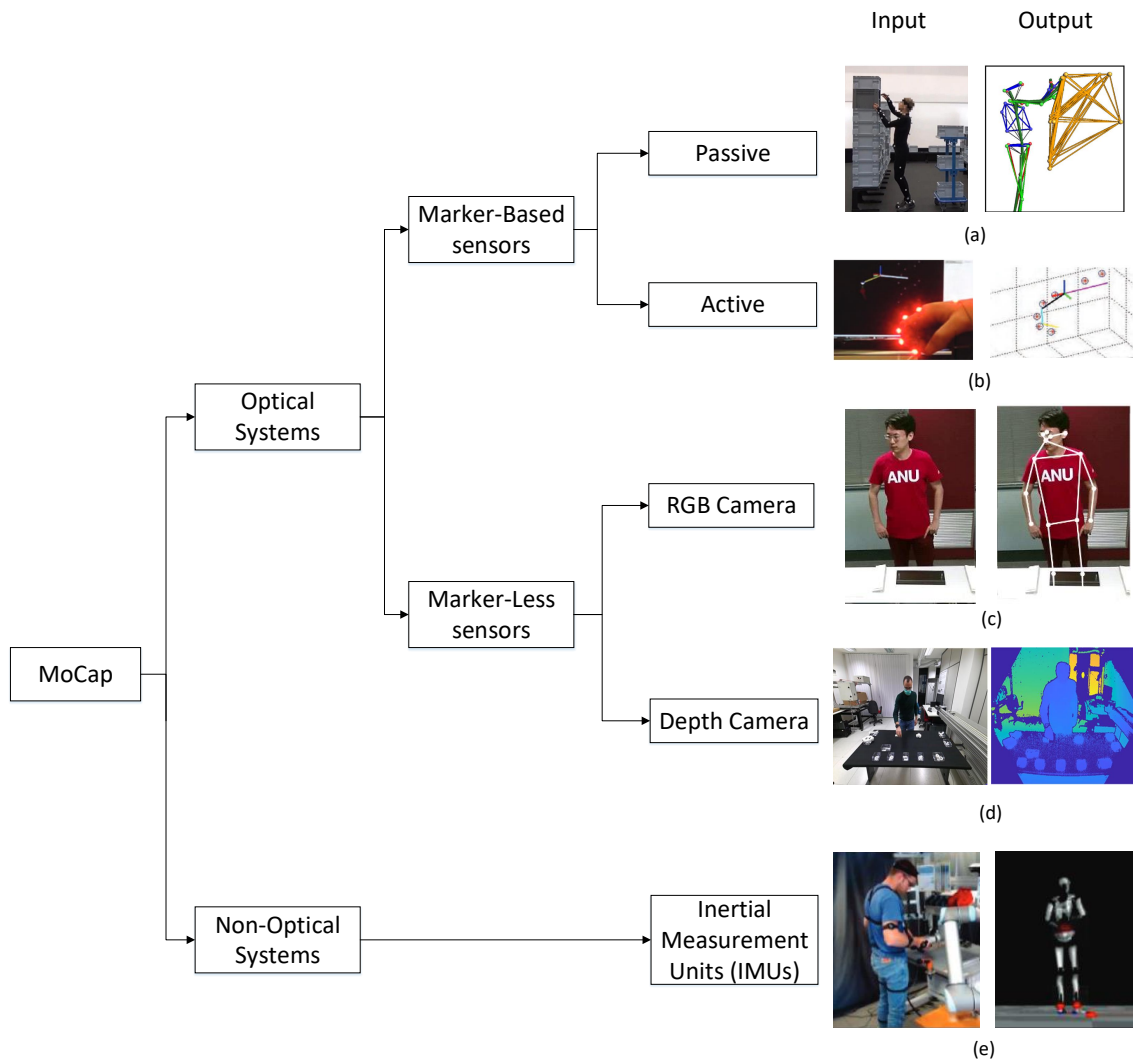 Input Output
Passive
(a)
Marker-Based
sensors
Active
(b)
Optical
Systems
ANU ANU
RGB Camera
(c)
Marker-Less
sensors
MoCap
Depth Camera
(d)
Non-Optical
Systems
Inertial
Measurement
Units (IMUs)
(e)